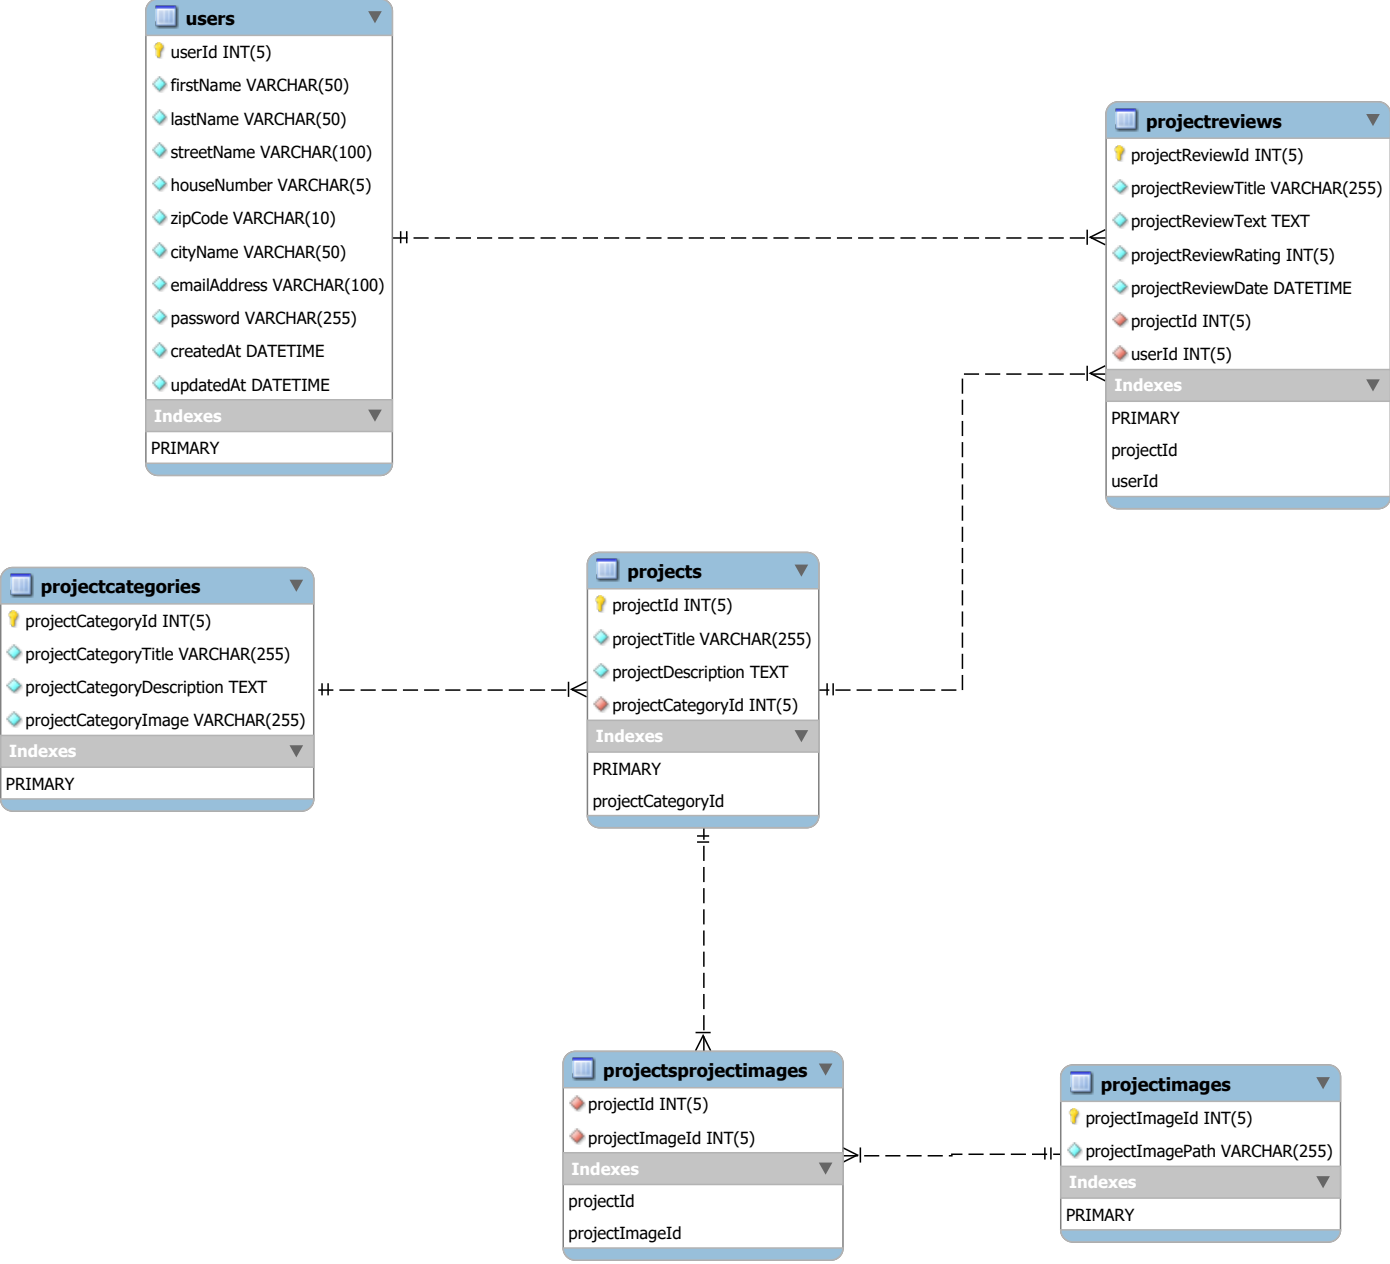 users
userId INT(5)
firstName VARCHAR(50)
lastName VARCHAR(50)
streetName VARCHAR(100)
houseNumber VARCHAR(5)
zipCode VARCHAR(10)
cityName VARCHAR(50)
emailAddress VARCHAR(100)
password VARCHAR(255)
createdAt DATETIME
updatedAt DATETIME
Indexes
PRIMARY
projectreviews
projectReviewId INT(5)
projectReviewTitle VARCHAR(255)
projectReviewText TEXT
projectReviewRating INT(5)
projectReviewDate DATETIME
projectId INT(5)
userId INT(5)
Indexes
PRIMARY
projectId
userId
projectcategories
projectCategoryId INT(5)
projectCategoryTitle VARCHAR(255)
projectCategoryDescription TEXT
projectCategoryImage VARCHAR(255)
Indexes
PRIMARY
projects
projectId INT(5)
projectTitle VARCHAR(255)
projectDescription TEXT
projectCategoryId INT(5)
Indexes
PRIMARY
projectCategoryId
projectsprojectimages
projectId INT(5)
projectImageId INT(5)
Indexes
projectId
projectImageId
projectimages
projectImageId INT(5)
projectImagePath VARCHAR(255)
Indexes
PRIMARY